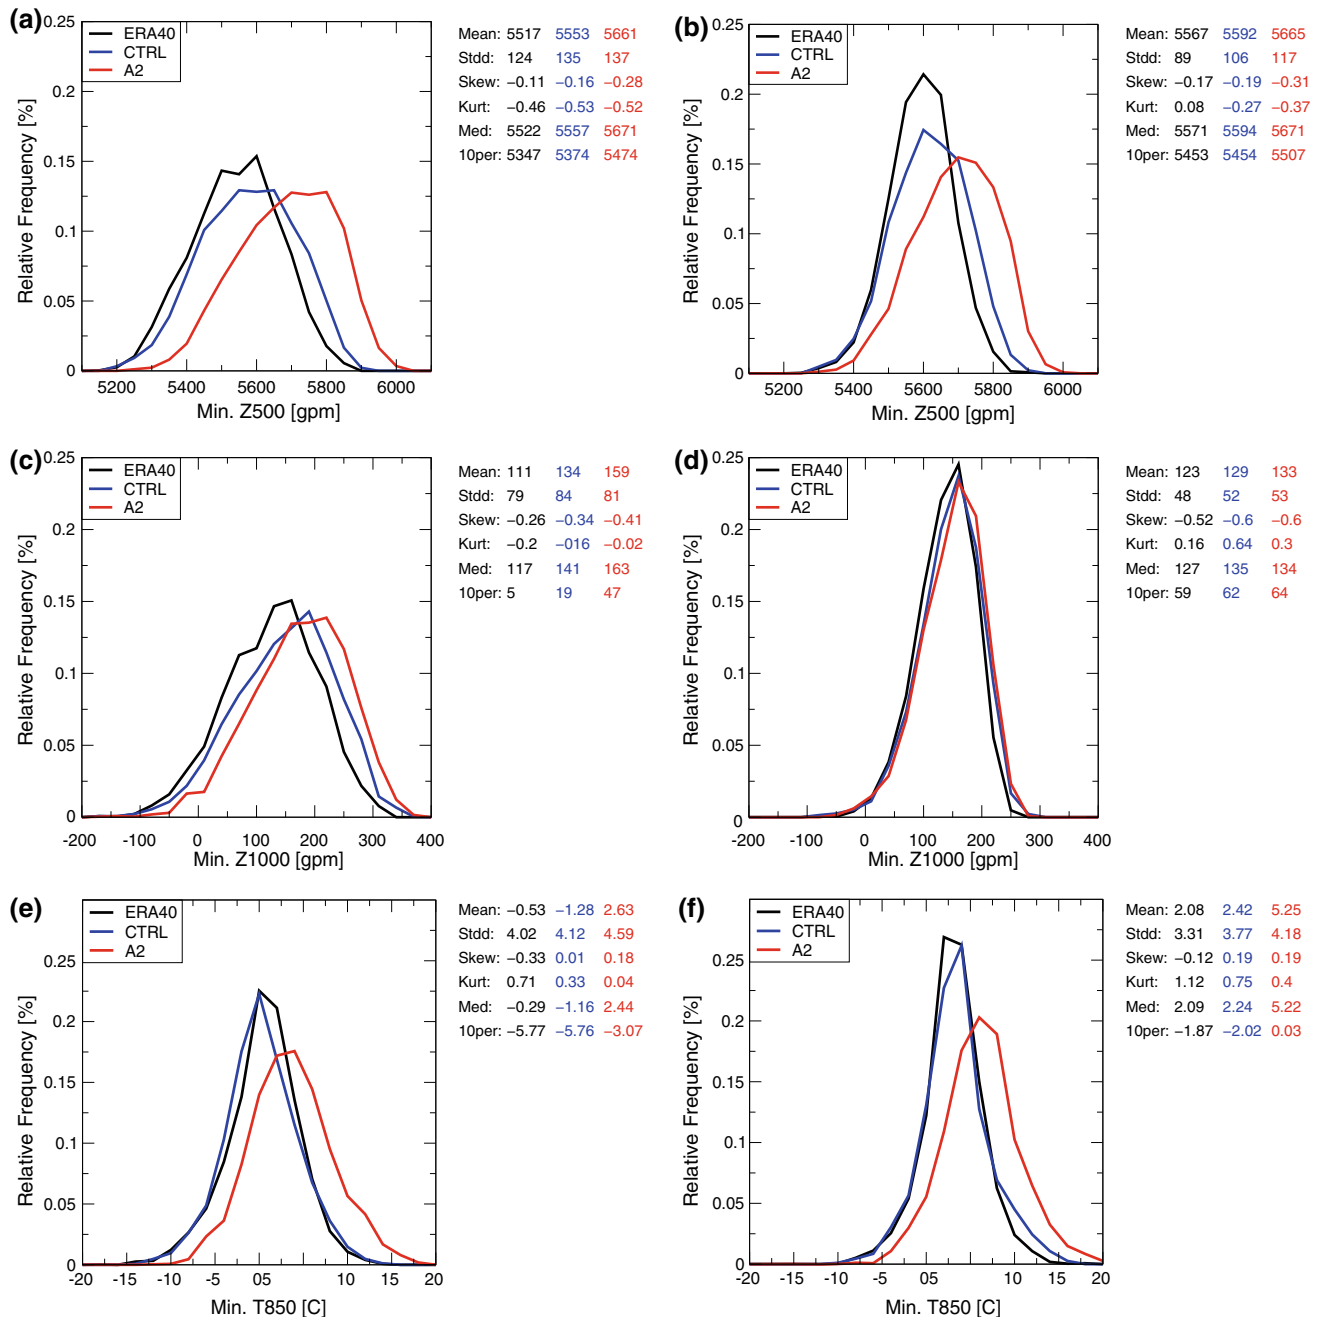 (a)
ERA40
CTRL
A2
Relative Frequency [%]
0.25
0.2
0.15
0.1
0.05
0
5200 5400 5600 5800 6000
Min. Z500 [gpm]
Mean: 5517 5553 5661
Stdd: 124 135 137
Skew: −0.11 −0.16 −0.28
Kurt: −0.46 −0.53 −0.52
Med: 5522 5557 5671
10per: 5347 5374 5474
(b)
ERA40
CTRL
A2
Relative Frequency [%]
0.25
0.2
0.15
0.1
0.05
0
5200 5400 5600 5800 6000
Min. Z500 [gpm]
Mean: 5567 5592 5665
Stdd: 89 106 117
Skew: −0.17 −0.19 −0.31
Kurt: 0.08 −0.27 −0.37
Med: 5571 5594 5671
10per: 5453 5454 5507
(c)
ERA40
CTRL
A2
Relative Frequency [%]
0.25
0.2
0.15
0.1
0.05
0
-200 -100 0 100 200 300 400
Min. Z1000 [gpm]
Mean: 111 134 159
Stdd: 79 84 81
Skew: −0.26 −0.34 −0.41
Kurt: −0.2 −016 −0.02
Med: 117 141 163
10per: 5 19 47
(d)
ERA40
CTRL
A2
Relative Frequency [%]
0.25
0.2
0.15
0.1
0.05
0
-200 -100 0 100 200 300 400
Min. Z1000 [gpm]
Mean: 123 129 133
Stdd: 48 52 53
Skew: −0.52 −0.6 −0.6
Kurt: 0.16 0.64 0.3
Med: 127 135 134
10per: 59 62 64
(e)
ERA40
CTRL
A2
Relative Frequency [%]
0.25
0.2
0.15
0.1
0.05
0
-20 -15 -10 -5 05 10 15 20
Min. T850 [C]
Mean: −0.53 −1.28 2.63
Stdd: 4.02 4.12 4.59
Skew: −0.33 0.01 0.18
Kurt: 0.71 0.33 0.04
Med: −0.29 −1.16 2.44
10per: −5.77 −5.76 −3.07
(f)
ERA40
CTRL
A2
Relative Frequency [%]
0.25
0.2
0.15
0.1
0.05
0
-20 -15 -10 -5 05 10 15 20
Min. T850 [C]
Mean: 2.08 2.42 5.25
Stdd: 3.31 3.77 4.18
Skew: −0.12 0.19 0.19
Kurt: 1.12 0.75 0.4
Med: 2.09 2.24 5.22
10per: −1.87 −2.02 0.03